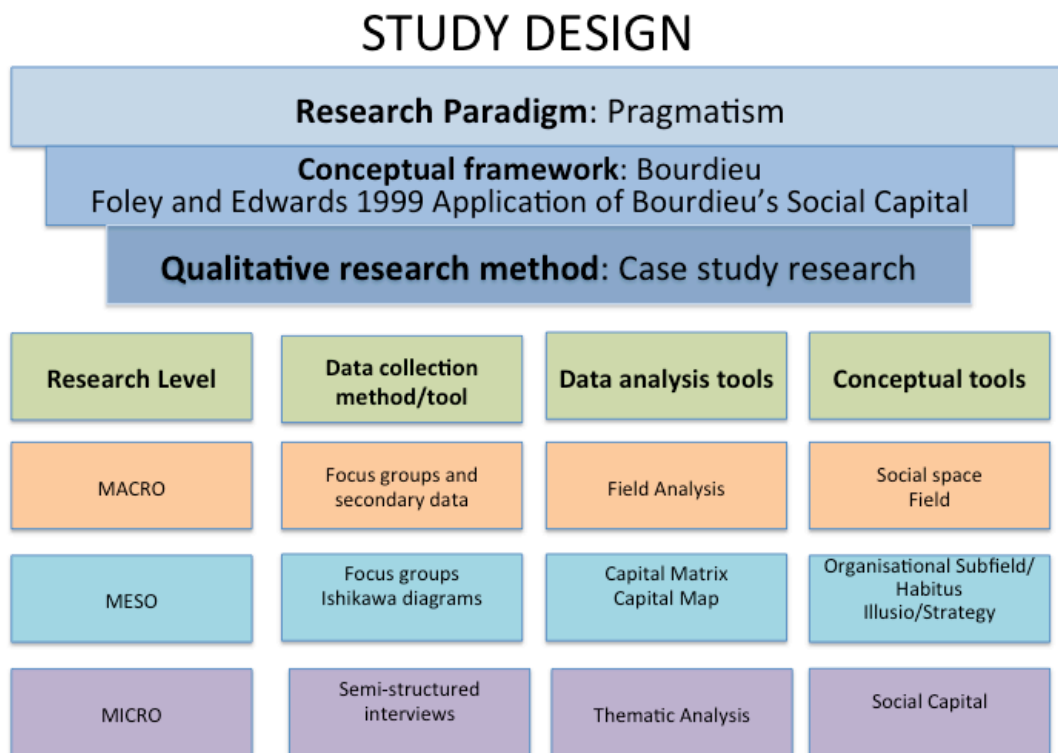 STUDY DESIGN
Research Paradigm: Pragmatism
Conceptual framework: Bourdieu
Foley and Edwards 1999 Application of Bourdieu's Social Capital
Qualitative research method: Case study research
Research Level
Data collection
method/tool
Data analysis tools
Conceptual tools
MACRO
Focus groups and
secondary data
Field Analysis
Social space
Field
MESO
Focus groups
Ishikawa diagrams
Capital Matrix
Capital Map
Organisational Subfield/
Habitus
Illusio/Strategy
MICRO
Semi-structured
interviews
Thematic Analysis
Social Capital